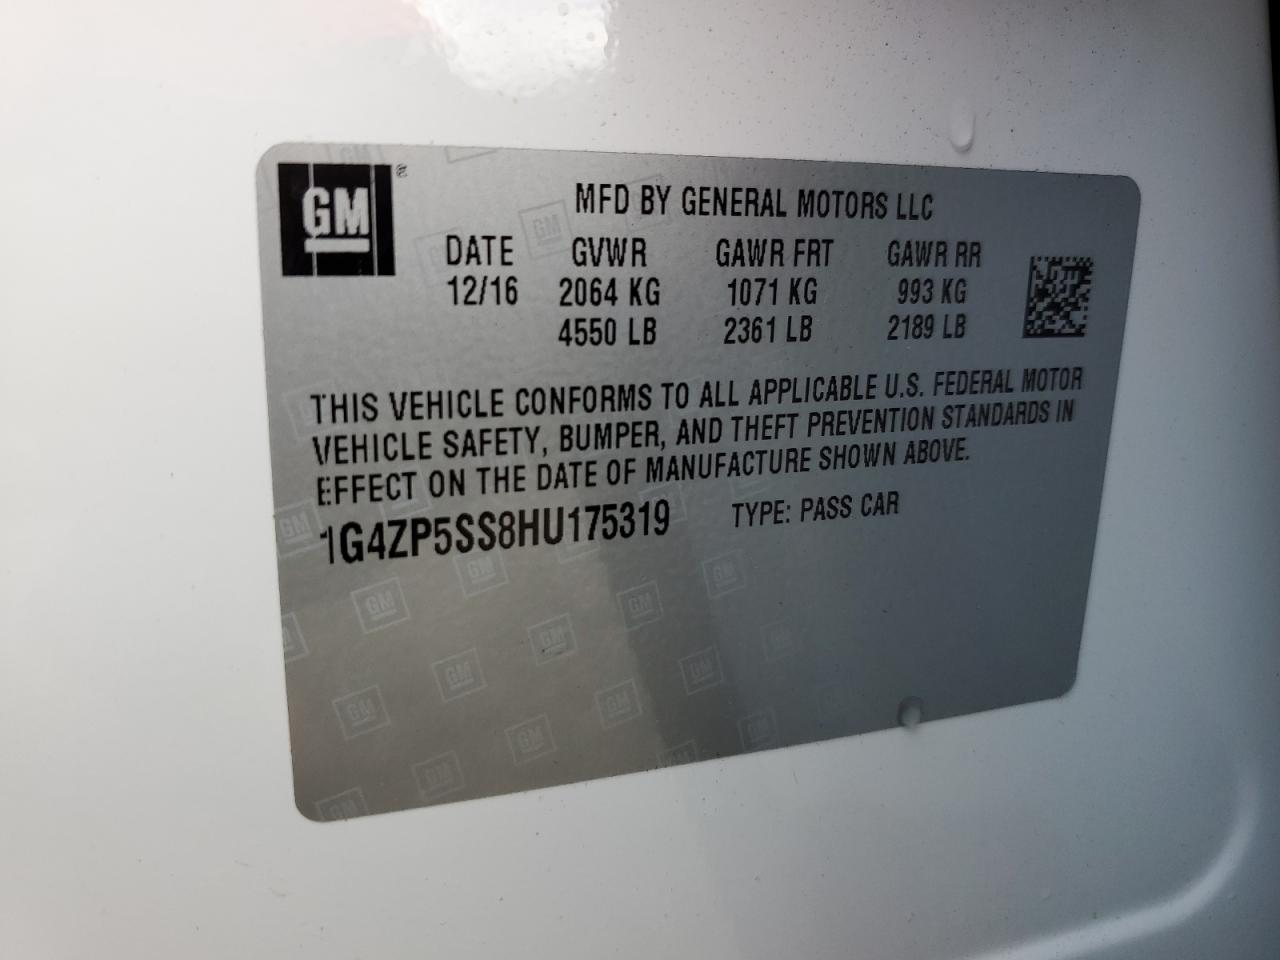 GM ®
MFD BY GENERAL MOTORS LLC
DATE GVWR GAWR FRT GAWR RR
12/16 2064 KG 1071 KG 993 KG
4550 LB 2361 LB 2189 LB
THIS VEHICLE CONFORMS TO ALL APPLICABLE U.S. FEDERAL MOTOR
VEHICLE SAFETY, BUMPER, AND THEFT PREVENTION STANDARDS IN
EFFECT ON THE DATE OF MANUFACTURE SHOWN ABOVE.
1G4ZP5SS8HU175319 TYPE: PASS CAR